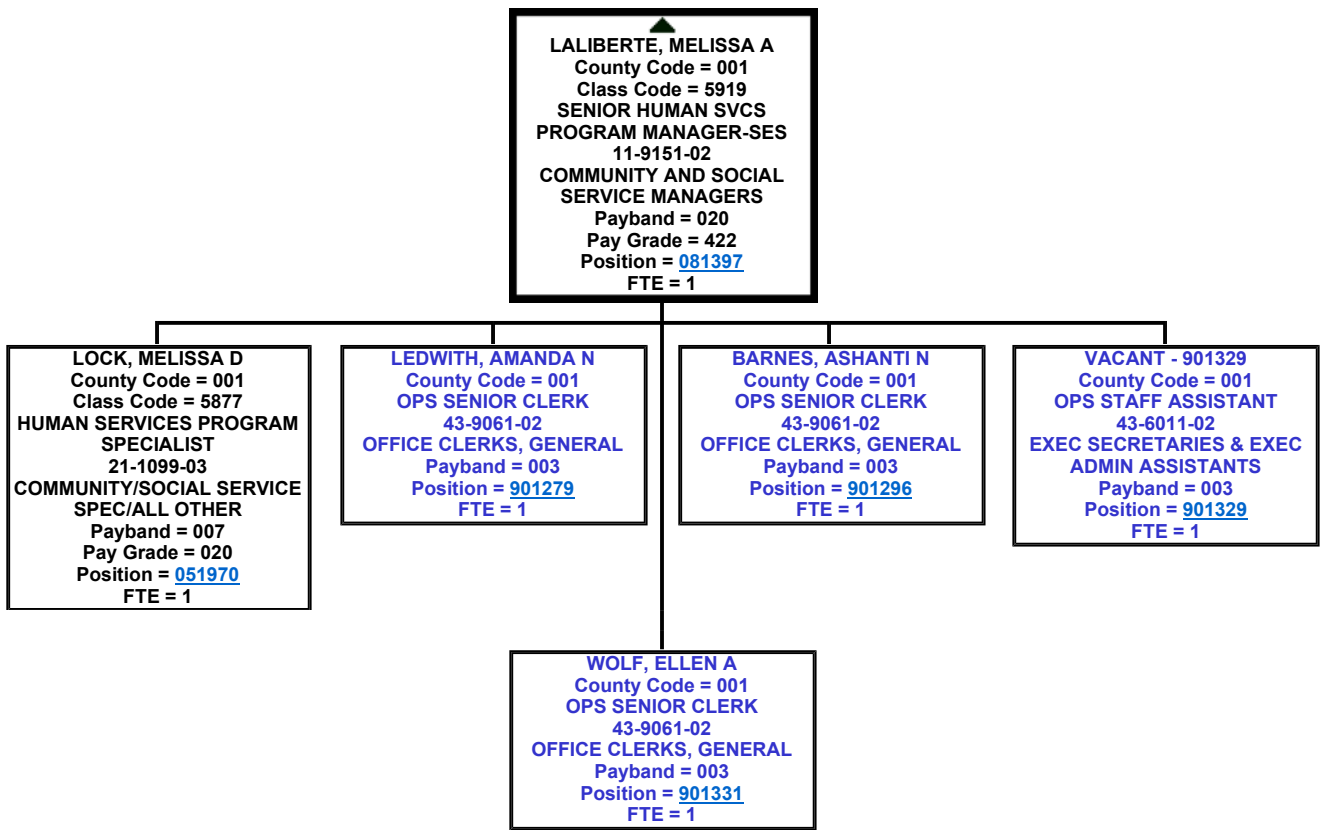 LALIBERTE, MELISSA A
County Code = 001
Class Code = 5919
SENIOR HUMAN SVCS
PROGRAM MANAGER-SES
11-9151-02
COMMUNITY AND SOCIAL
SERVICE MANAGERS
Payband = 020
Pay Grade = 422
Position = 081397
FTE = 1
LOCK, MELISSA D
County Code = 001
Class Code = 5877
HUMAN SERVICES PROGRAM
SPECIALIST
21-1099-03
COMMUNITY/SOCIAL SERVICE
SPEC/ALL OTHER
Payband = 007
Pay Grade = 020
Position = 051970
FTE = 1
LEDWITH, AMANDA N
County Code = 001
OPS SENIOR CLERK
43-9061-02
OFFICE CLERKS, GENERAL
Payband = 003
Position = 901279
FTE = 1
BARNES, ASHANTI N
County Code = 001
OPS SENIOR CLERK
43-9061-02
OFFICE CLERKS, GENERAL
Payband = 003
Position = 901296
FTE = 1
VACANT - 901329
County Code = 001
OPS STAFF ASSISTANT
43-6011-02
EXEC SECRETARIES & EXEC
ADMIN ASSISTANTS
Payband = 003
Position = 901329
FTE = 1
WOLF, ELLEN A
County Code = 001
OPS SENIOR CLERK
43-9061-02
OFFICE CLERKS, GENERAL
Payband = 003
Position = 901331
FTE = 1